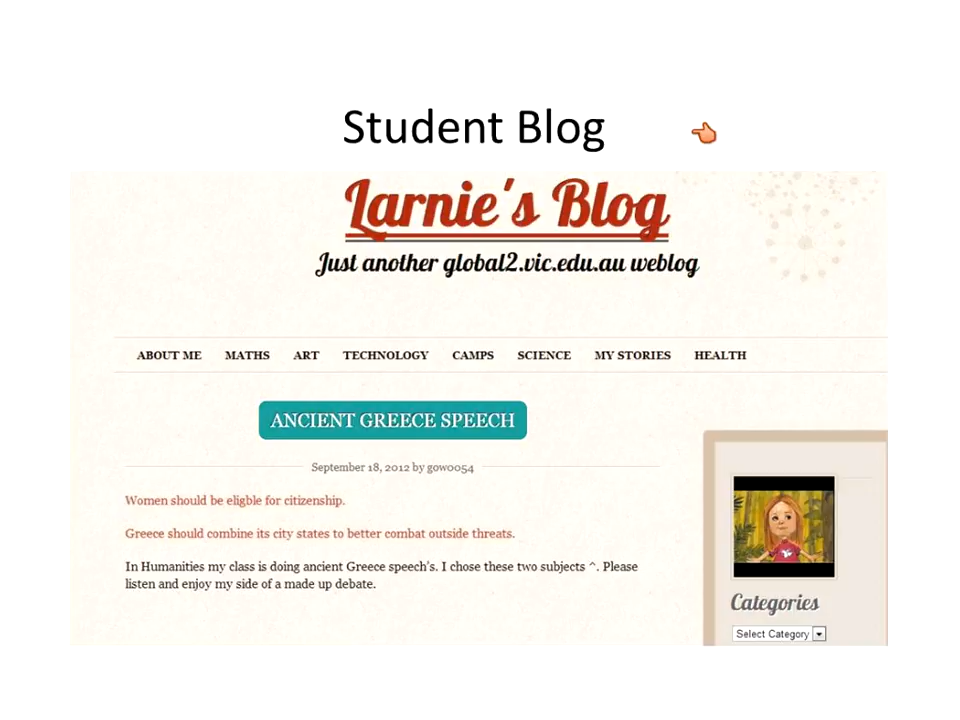 Student Blog
Larnie's Blog
Just another global2.vic.edu.au weblog
ABOUT ME MATHS ART TECHNOLOGY CAMPS SCIENCE MY STORIES HEALTH
ANCIENT GREECE SPEECH
September 18, 2012 by gow0054
Women should be eligble for citizenship.
Greece should combine its city states to better combat outside threats.
In Humanities my class is doing ancient Greece speech's. I chose these two subjects ^. Please
listen and enjoy my side of a made up debate.
Categories
Select Category